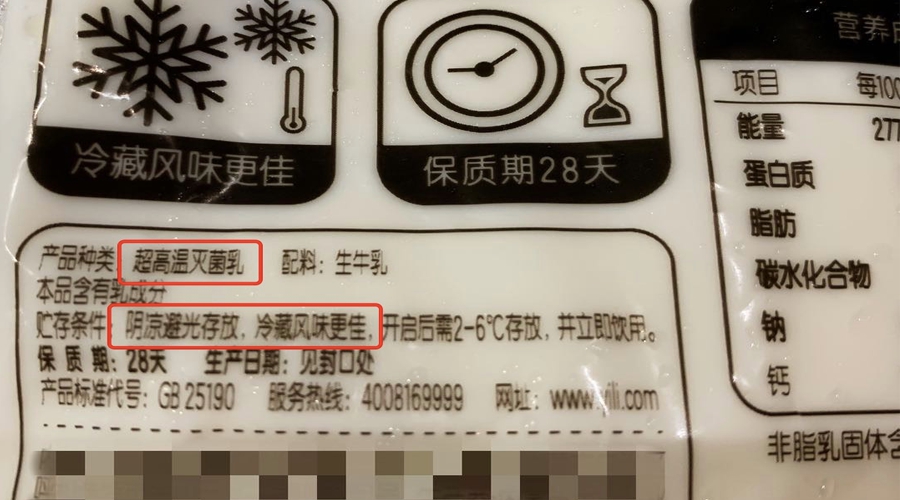 冷藏风味更佳
保质期28天
产品种类: 超高温灭菌乳 配料: 生牛乳
本品含有乳成分
贮存条件: 阴凉避光存放, 冷藏风味更佳, 开启后需2-6℃存放, 并立即饮用。
保 质 期: 28天 生产日期: 见封口处
产品标准代号: GB 25190 服务热线: 4008169999 网址: www.yili.com
营养
项目 每100
能量 277
蛋白质
脂肪
碳水化合物
钠
钙
非脂乳固体含